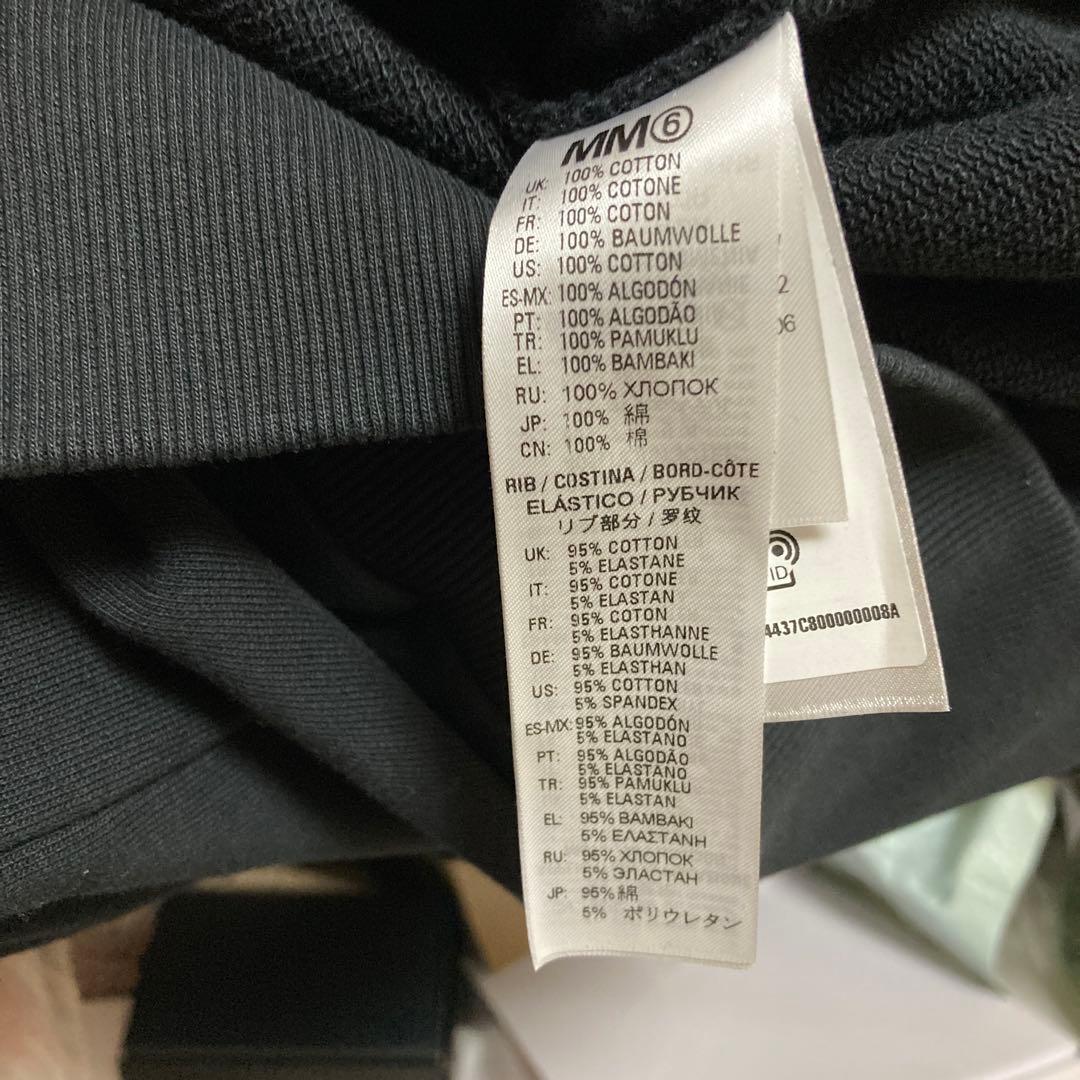 MM⑥
UK: 100% COTTON
IT: 100% COTONE
FR: 100% COTON
DE: 100% BAUMWOLLE
US: 100% COTTON
ES-MX: 100% ALGODÓN
PT: 100% ALGODÃO
TR: 100% PAMUKLU
EL: 100% ΒΑΜΒΑΚΙ
RU: 100% ХЛОПОК
JP: 100% 綿
CN: 100% 棉
RIB / COSTINA / BORD-CÔTE
ELÁSTICO / РУБЧИК
リブ部分 / 罗纹
UK: 95% COTTON
5% ELASTANE
IT: 95% COTONE
5% ELASTAN
FR: 95% COTON
5% ELASTHANNE
DE: 95% BAUMWOLLE
5% ELASTHAN
US: 95% COTTON
5% SPANDEX
ES-MX: 95% ALGODÓN
5% ELASTANO
PT: 95% ALGODÃO
5% ELASTANO
TR: 95% PAMUKLU
5% ELASTAN
EL: 95% ΒΑΜΒΑΚΙ
5% ΕΛΑΣΤΑΝΗ
RU: 95% ХЛОПОК
5% ЭЛАСТАН
JP: 95% 綿
5% ポリウレタン
2
06
ID
4437C800000008A